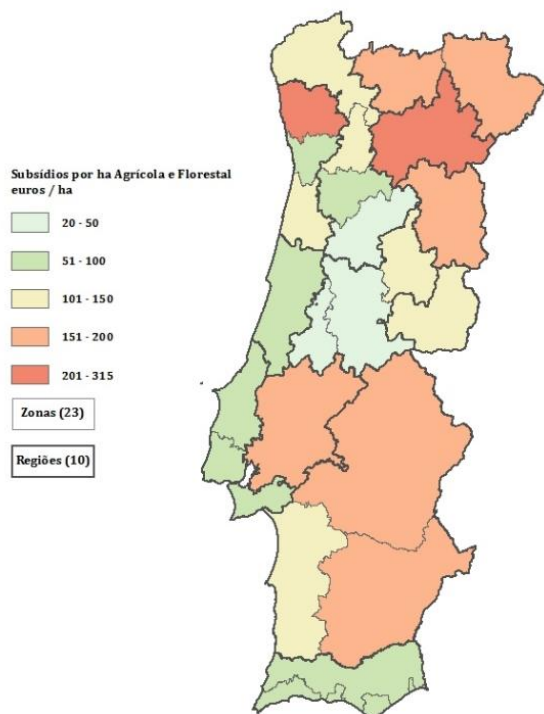 Subsídios por ha Agrícola e Florestal
euros / ha
20 - 50
51 - 100
101 - 150
151 - 200
201 - 315
Zonas (23)
Regiões (10)